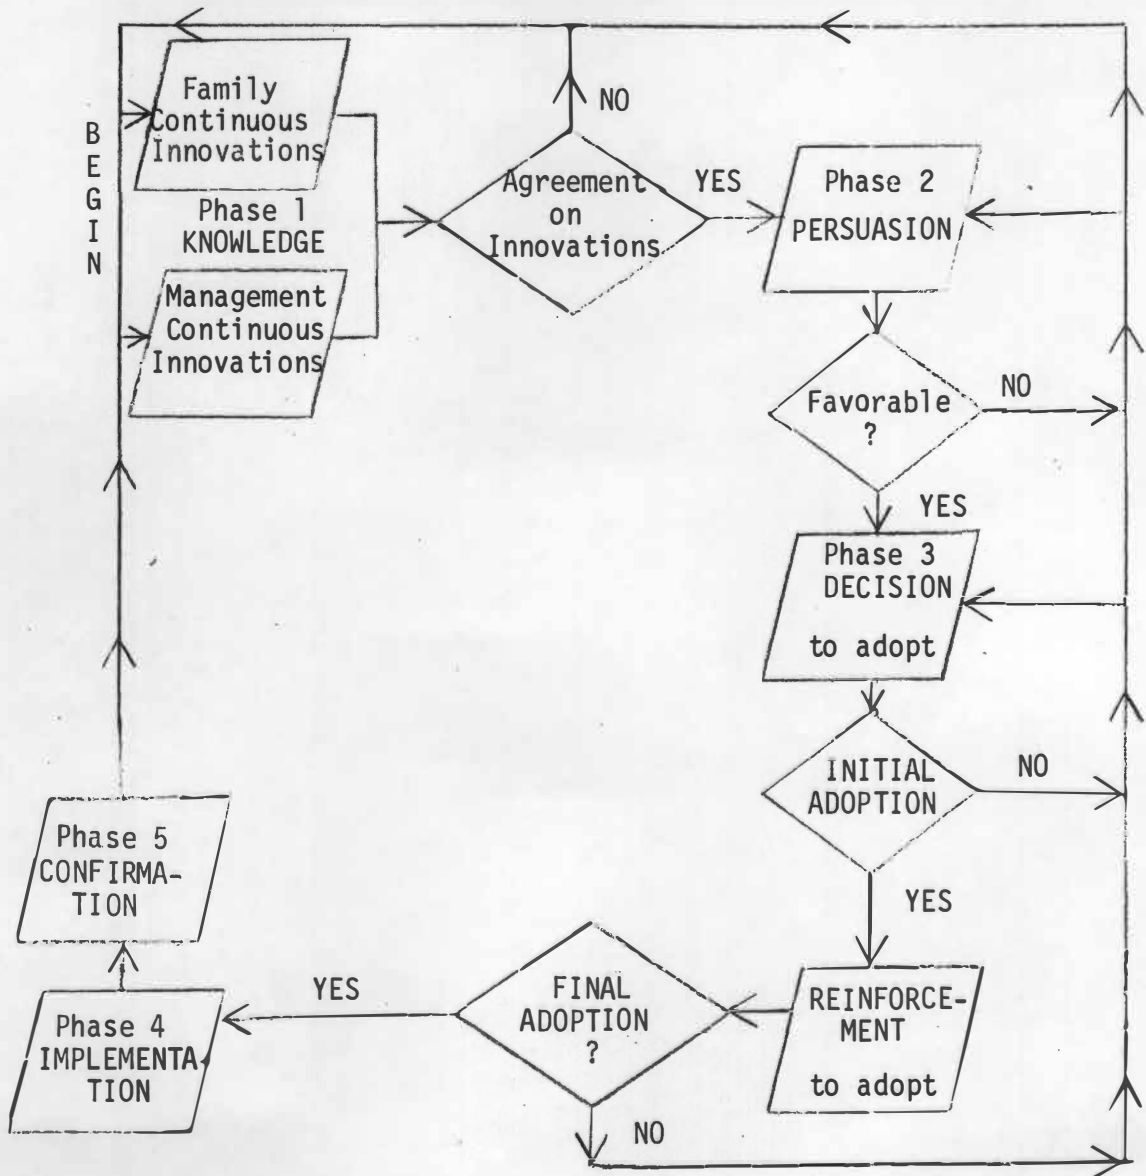 BEGIN
Family
Continuous
Innovations
Phase 1
KNOWLEDGE
Management
Continuous
Innovations
NO
Agreement
on
Innovations
YES
Phase 2
PERSUASION
Favorable
?
NO
YES
Phase 3
DECISION
to adopt
INITIAL
ADOPTION
NO
YES
REINFORCE-
MENT
to adopt
FINAL
ADOPTION
?
NO
YES
Phase 4
IMPLEMENTA-
TION
Phase 5
CONFIRMA-
TION